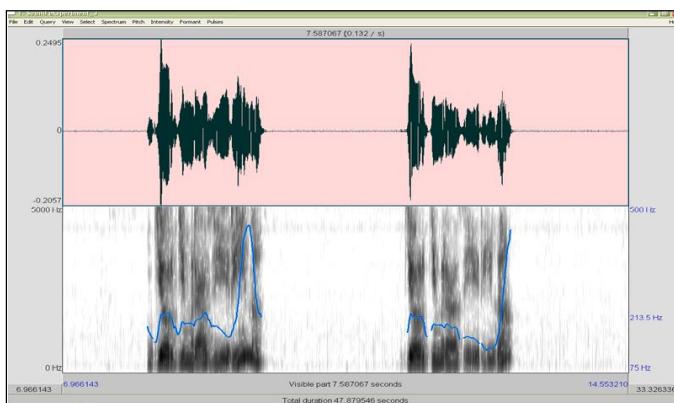 File Edit Query View Select Spectrum Pitch Intensity Formant Pulses
7.587067 (0.132 / s)
0.2495
0
-0.2057
5000 Hz
500 Hz
213.5 Hz
0 Hz
75 Hz
6.966143
Visible part 7.587067 seconds
14.553210
6.966143
33.326336
Total duration 47.879546 seconds